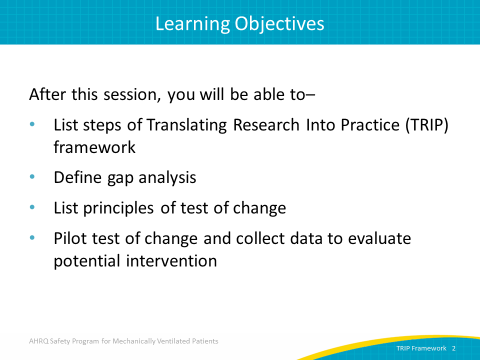 Learning Objectives
After this session, you will be able to–
• List steps of Translating Research Into Practice (TRIP)
framework
• Define gap analysis
• List principles of test of change
• Pilot test of change and collect data to evaluate
potential intervention
AHRQ Safety Program for Mechanically Ventilated Patients
TRIP Framework 2